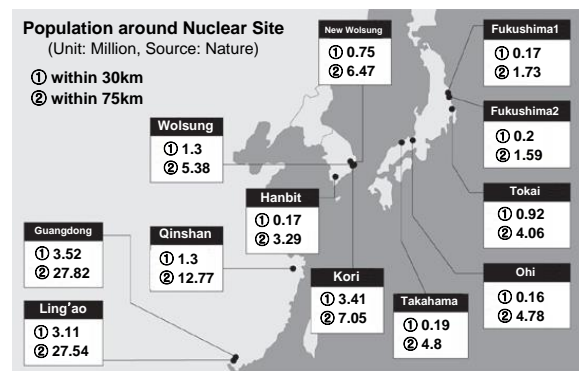 Population around Nuclear Site
(Unit: Million, Source: Nature)
① within 30km
② within 75km
New Wolsung
① 0.75
② 6.47
Fukushima1
① 0.17
② 1.73
Fukushima2
① 0.2
② 1.59
Wolsung
① 1.3
② 5.38
Hanbit
① 0.17
② 3.29
Tokai
① 0.92
② 4.06
Guangdong
① 3.52
② 27.82
Qinshan
① 1.3
② 12.77
Kori
① 3.41
② 7.05
Takahama
① 0.19
② 4.8
Ohi
① 0.16
② 4.78
Ling'ao
① 3.11
② 27.54